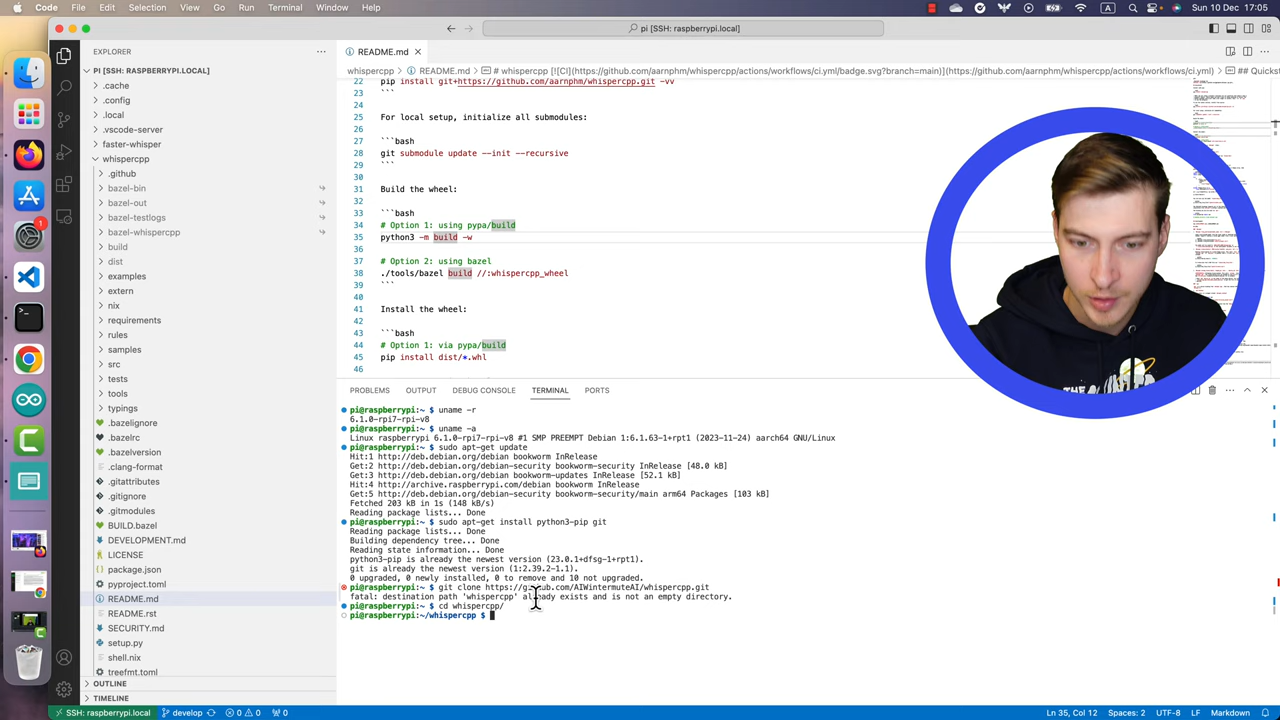 Code File Edit Selection View Go Run Terminal Window Help
Sun 10 Dec 17:05
pi [SSH: raspberrypi.local]
EXPLORER
PI [SSH: RASPBERRYPI.LOCAL]
.cache
.config
.local
.vscode-server
faster-whisper
whispercpp
.github
bazel-bin
bazel-out
bazel-testlogs
bazel-whispercpp
build
dist
examples
extern
nix
requirements
rules
samples
src
tests
tools
typings
.bazelignore
.bazelrc
.bazelversion
.clang-format
.gitattributes
.gitignore
.gitmodules
BUILD.bazel
DEVELOPMENT.md
LICENSE
package.json
pyproject.toml
README.md
README.rst
SECURITY.md
setup.py
shell.nix
treefmt.toml
OUTLINE
TIMELINE
README.md
whispercpp > README.md > # whispercpp [![CI](https://github.com/aarnphm/whispercpp/actions/workflows/ci.yml/badge.svg?branch=main)](https://github.com/aarnphm/whispercpp/actions/workflows/ci.yml) > ## Quicks
22 pip install git+https://github.com/aarnphm/whispercpp.git -vv
23 ```
24
25 For local setup, initialize all submodules:
26
27 ```bash
28 git submodule update --init --recursive
29 ```
30
31 Build the wheel:
32
33 ```bash
34 # Option 1: using pypa/build
35 python3 -m build -w
36
37 # Option 2: using bazel
38 ./tools/bazel build //:whispercpp_wheel
39 ```
40
41 Install the wheel:
42
43 ```bash
44 # Option 1: via pypa/build
45 pip install dist/*.whl
46
PROBLEMS OUTPUT DEBUG CONSOLE TERMINAL PORTS
pi@raspberrypi:~ $ uname -r
6.1.0-rpi7-rpi-v8
pi@raspberrypi:~ $ uname -a
Linux raspberrypi 6.1.0-rpi7-rpi-v8 #1 SMP PREEMPT Debian 1:6.1.63-1+rpt1 (2023-11-24) aarch64 GNU/Linux
pi@raspberrypi:~ $ sudo apt-get update
Hit:1 http://deb.debian.org/debian bookworm InRelease
Get:2 http://deb.debian.org/debian-security bookworm-security InRelease [48.0 kB]
Get:3 http://deb.debian.org/debian bookworm-updates InRelease [52.1 kB]
Hit:4 http://archive.raspberrypi.com/debian bookworm InRelease
Get:5 http://deb.debian.org/debian-security bookworm-security/main arm64 Packages [103 kB]
Fetched 203 kB in 1s (148 kB/s)
Reading package lists... Done
pi@raspberrypi:~ $ sudo apt-get install python3-pip git
Reading package lists... Done
Building dependency tree... Done
Reading state information... Done
python3-pip is already the newest version (23.0.1+dfsg-1+rpt1).
git is already the newest version (1:2.39.2-1.1).
0 upgraded, 0 newly installed, 0 to remove and 10 not upgraded.
pi@raspberrypi:~ $ git clone https://github.com/AIWintermuteAI/whispercpp.git
fatal: destination path 'whispercpp' already exists and is not an empty directory.
pi@raspberrypi:~ $ cd whispercpp/
pi@raspberrypi:~/whispercpp $
SSH: raspberrypi.local develop 0 0 0
Ln 35, Col 12 Spaces: 2 UTF-8 LF Markdown